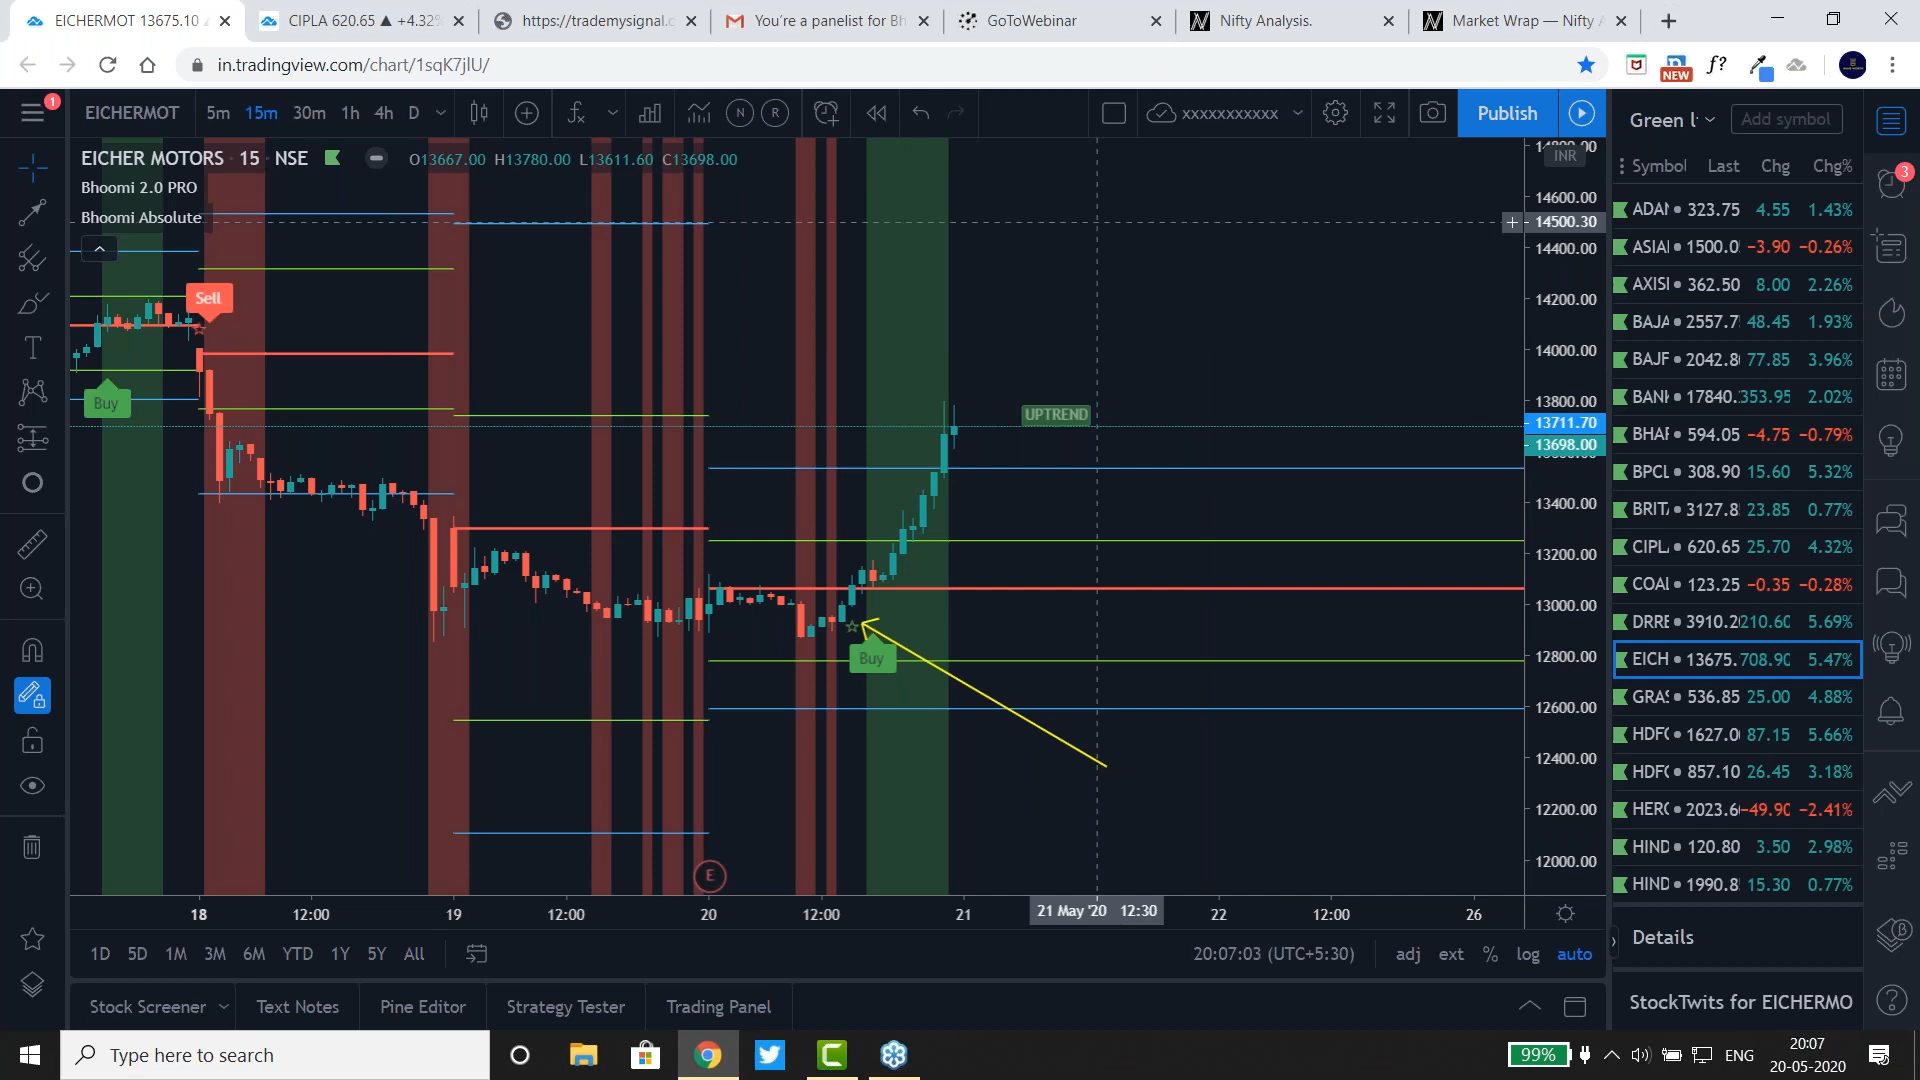 EICHERMOT 13675.10
CIPLA 620.65 ▲ +4.32%
https://trademysignal.c
You're a panelist for Bh
GoToWebinar
Nifty Analysis.
Market Wrap — Nifty A
in.tradingview.com/chart/1sqK7jlU/
NEW
f?
1
EICHERMOT 5m 15m 30m 1h 4h D
N R
xxxxxxxxxxx
Publish
EICHER MOTORS · 15 NSE O13667.00 H13780.00 L13611.60 C13698.00
Bhoomi 2.0 PRO
Bhoomi Absolute
Sell
Buy
UPTREND
Buy
E
INR
14600.00
14500.30
14400.00
14200.00
14000.00
13800.00
13711.70
13698.00
13400.00
13200.00
13000.00
12800.00
12600.00
12400.00
12200.00
12000.00
18 12:00 19 12:00 20 12:00 21 21 May '20 12:30 22 12:00 26
1D 5D 1M 3M 6M YTD 1Y 5Y All
20:07:03 (UTC+5:30) adj ext % log auto
Stock Screener Text Notes Pine Editor Strategy Tester Trading Panel
Green l
Add symbol
3
Symbol Last Chg Chg%
ADAN 323.75 4.55 1.43%
ASIAN 1500.0 −3.90 −0.26%
AXISI 362.50 8.00 2.26%
BAJA 2557.7 48.45 1.93%
BAJF 2042.8 77.85 3.96%
BANK 17840. 353.95 2.02%
BHAR 594.05 −4.75 −0.79%
BPCL 308.90 15.60 5.32%
BRITA 3127.8 23.85 0.77%
CIPLA 620.65 25.70 4.32%
COAL 123.25 −0.35 −0.28%
DRRE 3910.2 210.60 5.69%
EICH 13675. 708.90 5.47%
GRAS 536.85 25.00 4.88%
HDFC 1627.0 87.15 5.66%
HDFC 857.10 26.45 3.18%
HERO 2023.6 −49.90 −2.41%
HIND 120.80 3.50 2.98%
HIND 1990.8 15.30 0.77%
Details
StockTwits for EICHERMO
Type here to search
99%
ENG
20:07
20-05-2020